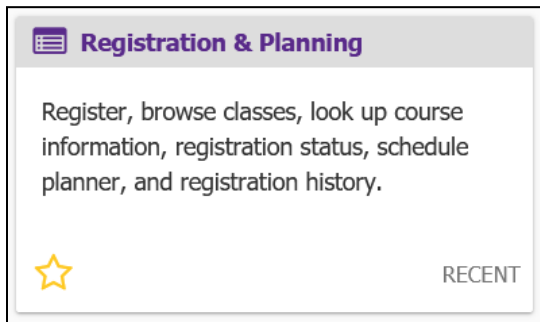 Registration & Planning
Register, browse classes, look up course
information, registration status, schedule
planner, and registration history.
RECENT